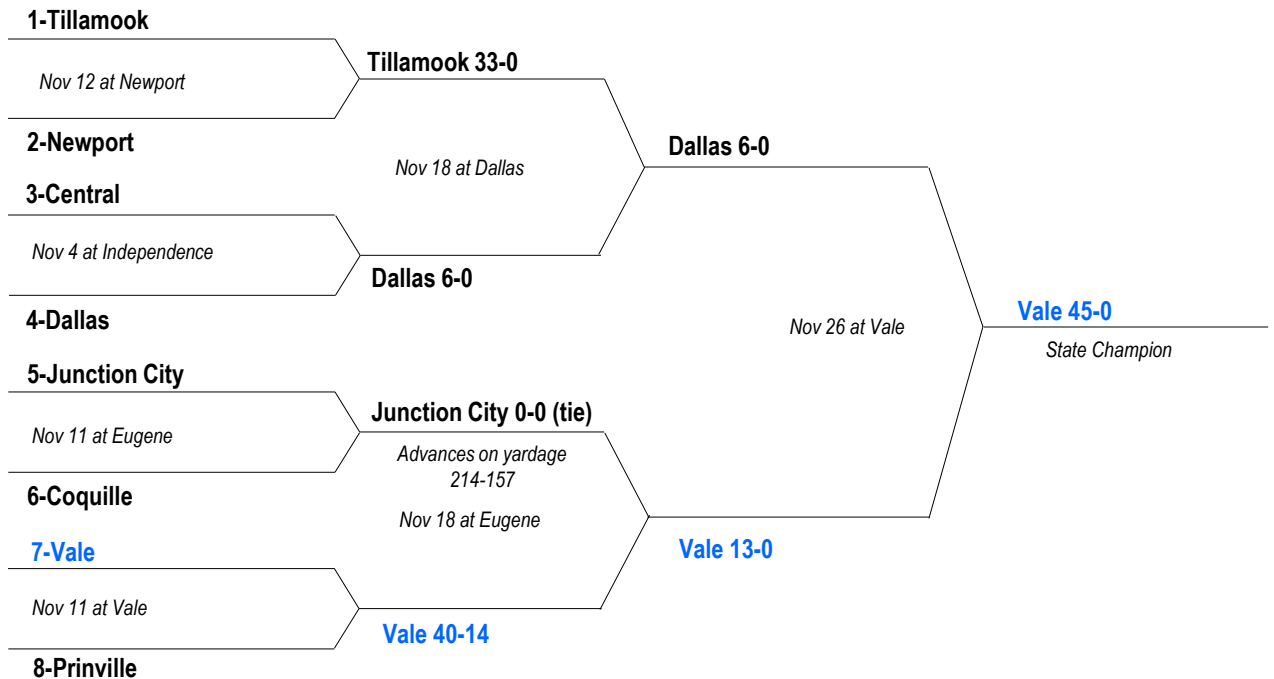 1-Tillamook
Nov 12 at Newport
2-Newport
3-Central
Nov 4 at Independence
4-Dallas
5-Junction City
Nov 11 at Eugene
6-Coquille
7-Vale
Nov 11 at Vale
8-Prinville
Tillamook 33-0
Nov 18 at Dallas
Dallas 6-0
Junction City 0-0 (tie)
Advances on yardage
214-157
Nov 18 at Eugene
Vale 40-14
Dallas 6-0
Nov 26 at Vale
Vale 13-0
Vale 45-0
State Champion